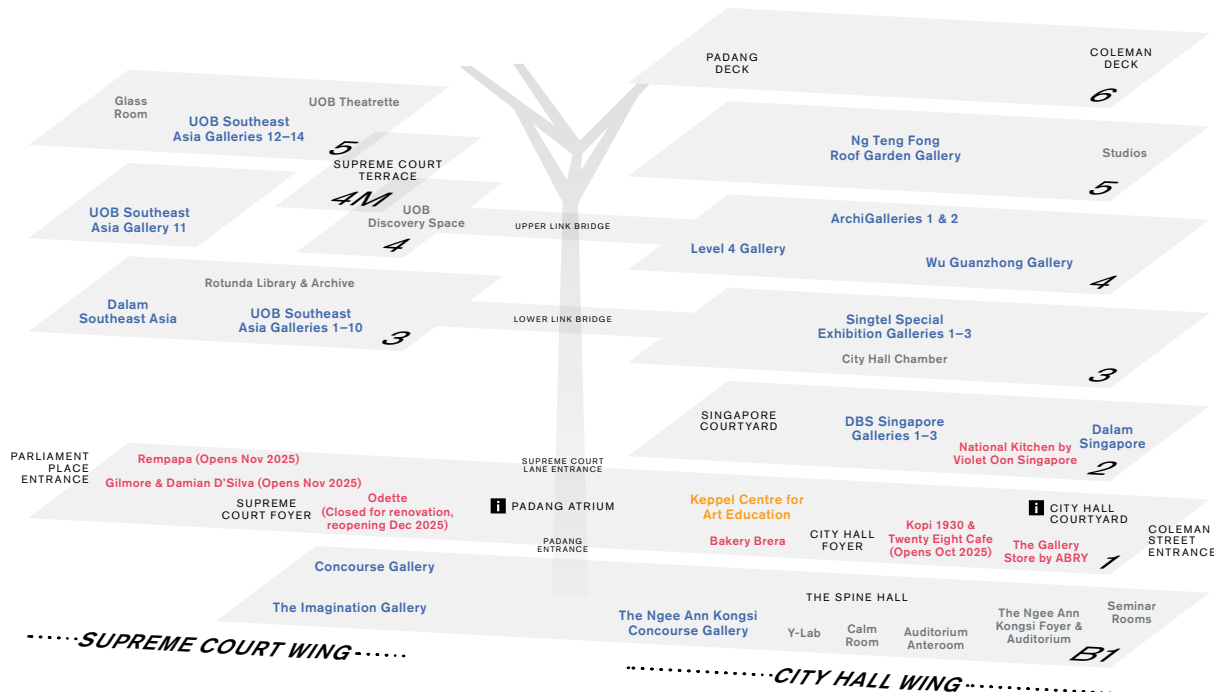 PADANG
DECK
COLEMAN
DECK
6
Glass
Room
UOB Theatrette
UOB Southeast
Asia Galleries 12–14
5
Ng Teng Fong
Roof Garden Gallery
Studios
5
SUPREME COURT
TERRACE
4M
UOB Southeast
Asia Gallery 11
UOB
Discovery Space
4
UPPER LINK BRIDGE
ArchiGalleries 1 & 2
Level 4 Gallery
Wu Guanzhong Gallery
4
Rotunda Library & Archive
Dalam
Southeast Asia
UOB Southeast
Asia Galleries 1–10
3
LOWER LINK BRIDGE
Singtel Special
Exhibition Galleries 1–3
City Hall Chamber
3
SINGAPORE
COURTYARD
DBS Singapore
Galleries 1–3
National Kitchen by
Violet Oon Singapore
Dalam
Singapore
2
PARLIAMENT
PLACE
ENTRANCE
Rempapa (Opens Nov 2025)
Gilmore & Damian D'Silva (Opens Nov 2025)
SUPREME
COURT FOYER
Odette
(Closed for renovation,
reopening Dec 2025)
SUPREME COURT
LANE ENTRANCE
i PADANG ATRIUM
PADANG
ENTRANCE
Keppel Centre for
Art Education
Bakery Brera
CITY HALL
FOYER
Kopi 1930 &
Twenty Eight Cafe
(Opens Oct 2025)
i CITY HALL
COURTYARD
The Gallery
Store by ABRY
COLEMAN
STREET
ENTRANCE
1
Concourse Gallery
The Imagination Gallery
The Ngee Ann Kongsi
Concourse Gallery
THE SPINE HALL
Y-Lab
Calm
Room
Auditorium
Anteroom
The Ngee Ann
Kongsi Foyer &
Auditorium
Seminar
Rooms
B1
SUPREME COURT WING
CITY HALL WING